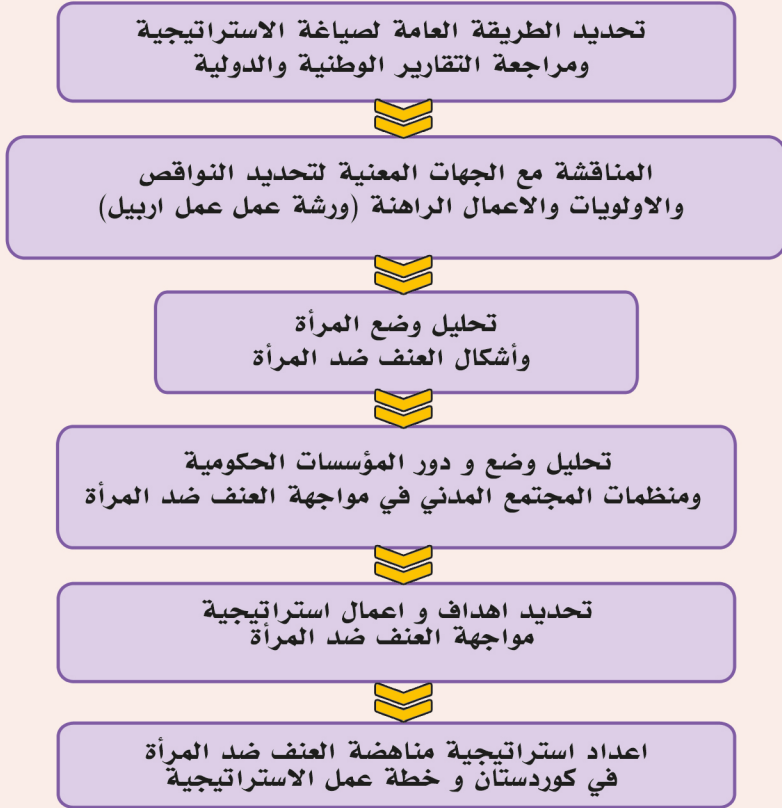 تحديد الطريقة العامة لصياغة الاستراتيجية
ومراجعة التقارير الوطنية والدولية
المناقشة مع الجهات المعنية لتحديد النواقص
والاولويات والاعمال الراهنة (ورشة عمل عمل اربيل)
تحليل وضع المرأة
وأشكال العنف ضد المرأة
تحليل وضع و دور المؤسسات الحكومية
ومنظمات المجتمع المدني في مواجهة العنف ضد المرأة
تحديد اهداف و اعمال استراتيجية
مواجهة العنف ضد المرأة
اعداد استراتيجية مناهضة العنف ضد المرأة
في كوردستان و خطة عمل الاستراتيجية